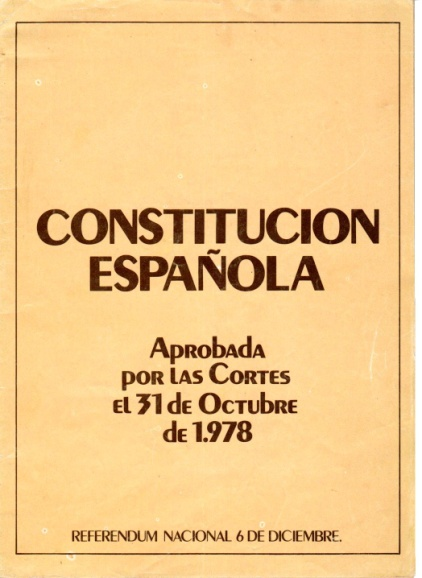 CONSTITUCION
ESPAÑOLA
APROBADA
POR LAS CORTES
EL 31 DE OCTUBRE
DE 1.978
REFERENDUM NACIONAL 6 DE DICIEMBRE.